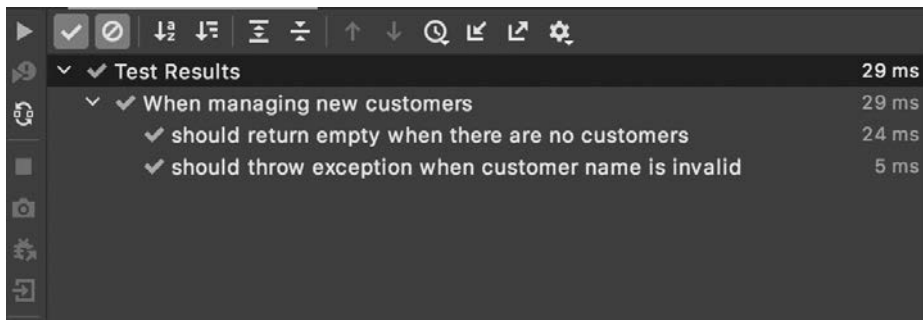 Test Results 29 ms
When managing new customers 29 ms
should return empty when there are no customers 24 ms
should throw exception when customer name is invalid 5 ms